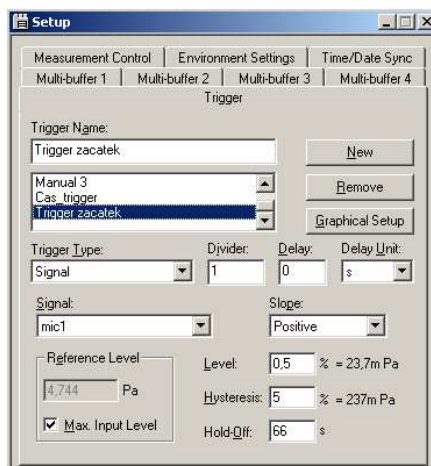 Setup
Measurement Control Environment Settings Time/Date Sync
Multi-buffer 1 Multi-buffer 2 Multi-buffer 3 Multi-buffer 4
Trigger
Trigger Name:
Trigger zacatek New
Manual 3
Cas_trigger Remove
Trigger zacatek
Graphical Setup
Trigger Type: Divider: Delay: Delay Unit:
Signal 1 0 s
Signal: Slope:
mic1 Positive
Reference Level Level: 0,5 % = 23,7m Pa
4,744 Pa
Hysteresis: 5 % = 237m Pa
Max. Input Level
Hold-Off: 66 s